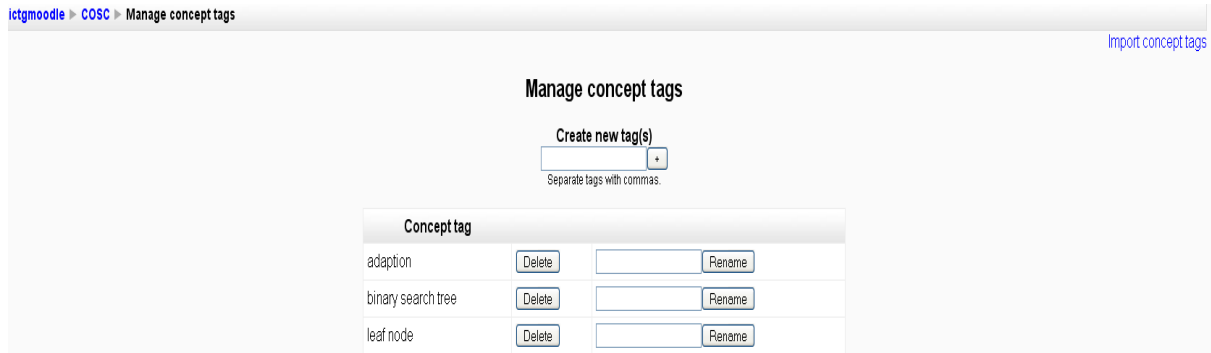 ictgmoodle ► COSC ► Manage concept tags
Import concept tags
Manage concept tags
Create new tag(s)
+
Separate tags with commas.
Concept tag
adaption Delete Rename
binary search tree Delete Rename
leaf node Delete Rename